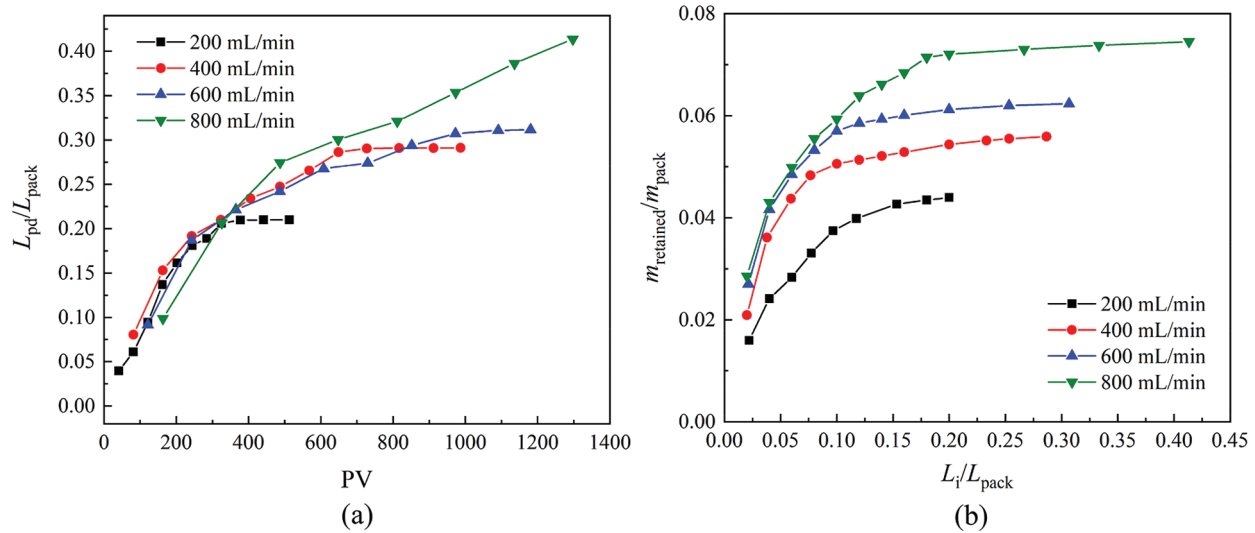 0.40
0.35
0.30
0.25
0.20
0.15
0.10
0.05
0.00
Lpd/Lpack
200 mL/min
400 mL/min
600 mL/min
800 mL/min
0 200 400 600 800 1000 1200 1400
PV
(a)
0.08
0.06
0.04
0.02
0.00
mretained/mpack
200 mL/min
400 mL/min
600 mL/min
800 mL/min
0.00 0.05 0.10 0.15 0.20 0.25 0.30 0.35 0.40 0.45
Li/Lpack
(b)